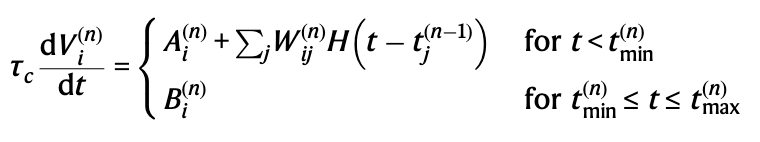 τ_c dV_i^(n)/dt = { A_i^(n) + ∑_j W_ij^(n) H(t − t_j^(n−1)) for t < t_min^(n)
B_i^(n) for t_min^(n) ≤ t ≤ t_max^(n)